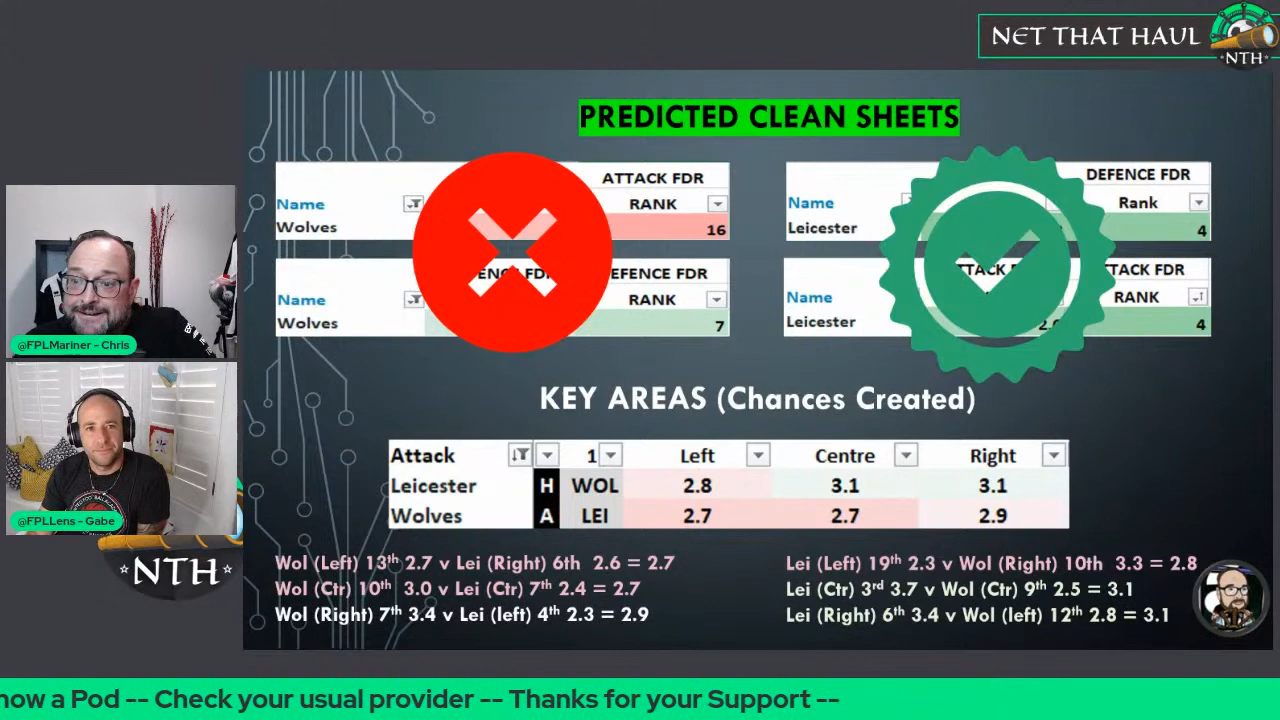 NET THAT HAUL
NTH
PREDICTED CLEAN SHEETS
ATTACK FDR
Name RANK
Wolves 16
DEFENCE FDR
Name RANK
Wolves 7
DEFENCE FDR
Name Rank
Leicester 4
ATTACK FDR
Name RANK
Leicester 4
KEY AREAS (Chances Created)
Attack 1 Left Centre Right
Leicester H WOL 2.8 3.1 3.1
Wolves A LEI 2.7 2.7 2.9
Wol (Left) 13th 2.7 v Lei (Right) 6th 2.6 = 2.7
Wol (Ctr) 10th 3.0 v Lei (Ctr) 7th 2.4 = 2.7
Wol (Right) 7th 3.4 v Lei (left) 4th 2.3 = 2.9
Lei (Left) 19th 2.3 v Wol (Right) 10th 3.3 = 2.8
Lei (Ctr) 3rd 3.7 v Wol (Ctr) 9th 2.5 = 3.1
Lei (Right) 6th 3.4 v Wol (left) 12th 2.8 = 3.1
@FPLMariner - Chris
@FPLLens - Gabe
NTH
now a Pod -- Check your usual provider -- Thanks for your Support --